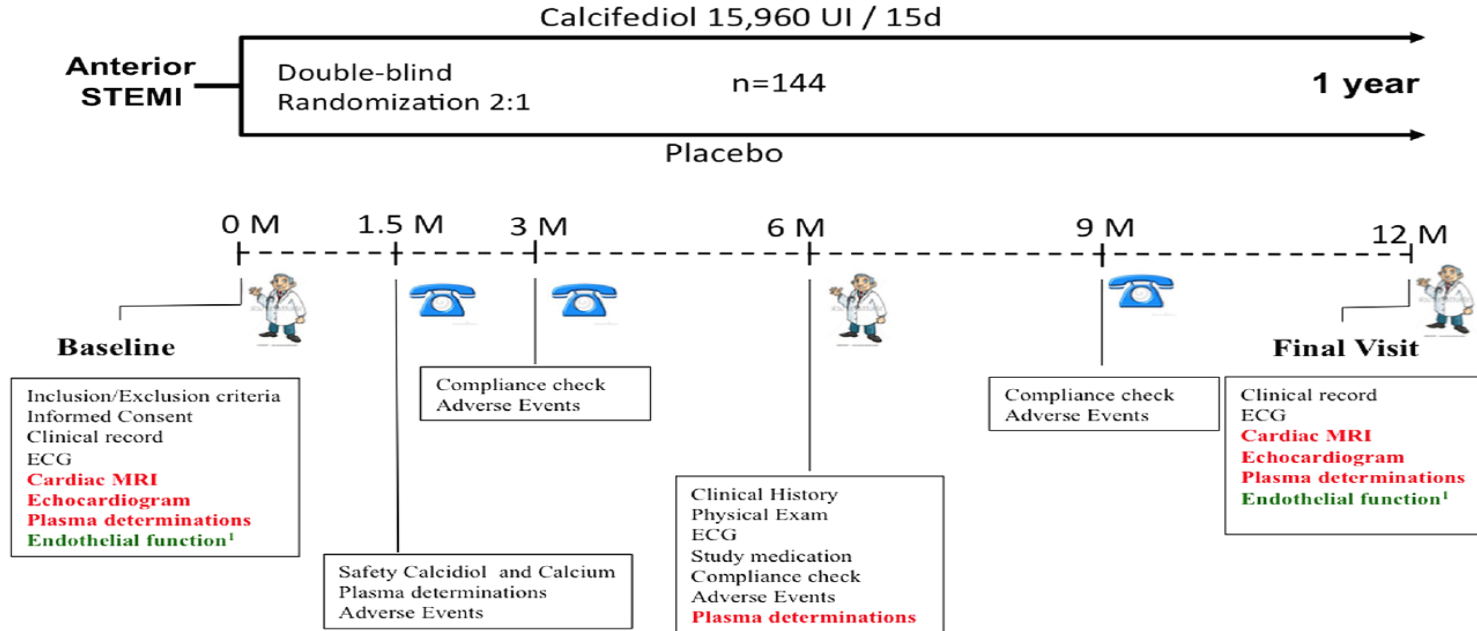 Calcifediol 15,960 UI / 15d
Anterior
STEMI
Double-blind
Randomization 2:1
n=144
1 year
Placebo
0 M
1.5 M
3 M
6 M
9 M
12 M
Baseline
Inclusion/Exclusion criteria
Informed Consent
Clinical record
ECG
Cardiac MRI
Echocardiogram
Plasma determinations
Endothelial function¹
Safety Calcidiol and Calcium
Plasma determinations
Adverse Events
Compliance check
Adverse Events
Clinical History
Physical Exam
ECG
Study medication
Compliance check
Adverse Events
Plasma determinations
Compliance check
Adverse Events
Final Visit
Clinical record
ECG
Cardiac MRI
Echocardiogram
Plasma determinations
Endothelial function¹